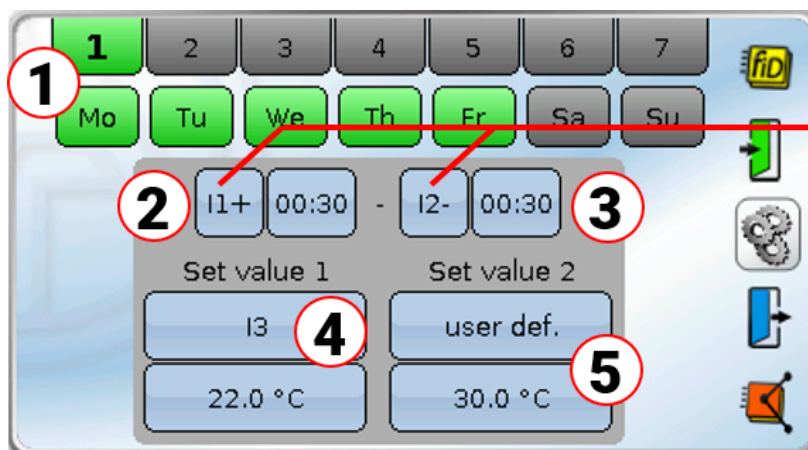 1 2 3 4 5 6 7
fiD
1
Mo Tu We Th Fr Sa Su
2 I1+ 00:30 - I2- 00:30 3
Set value 1 Set value 2
I3 4 user def.
5
22.0 °C 30.0 °C